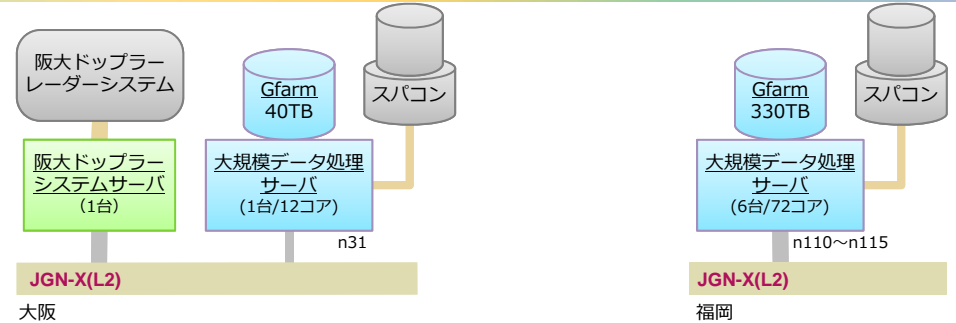 阪大ドップラー
レーダーシステム
Gfarm
40TB
スパコン
阪大ドップラー
システムサーバ
(1台)
大規模データ処理
サーバ
(1台/12コア)
n31
JGN-X(L2)
大阪
Gfarm
330TB
スパコン
大規模データ処理
サーバ
(6台/72コア)
n110～n115
JGN-X(L2)
福岡